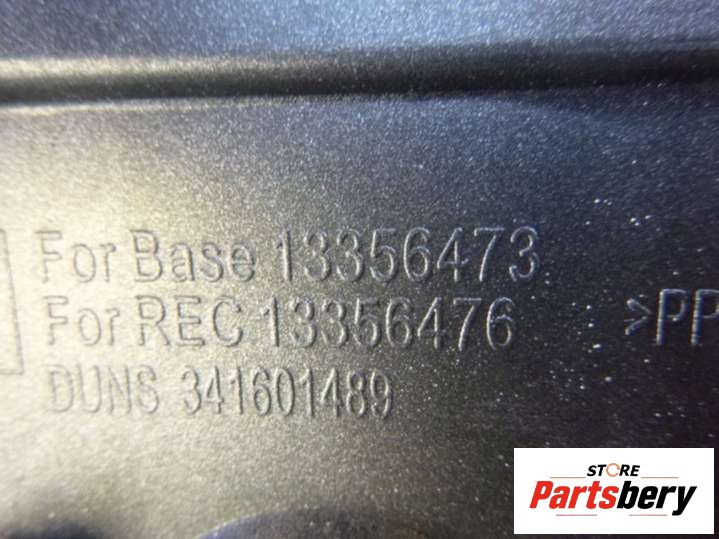 For Base 13356473
For REC 13356476
>PP
DUNS 341601489
STORE
Partsbery